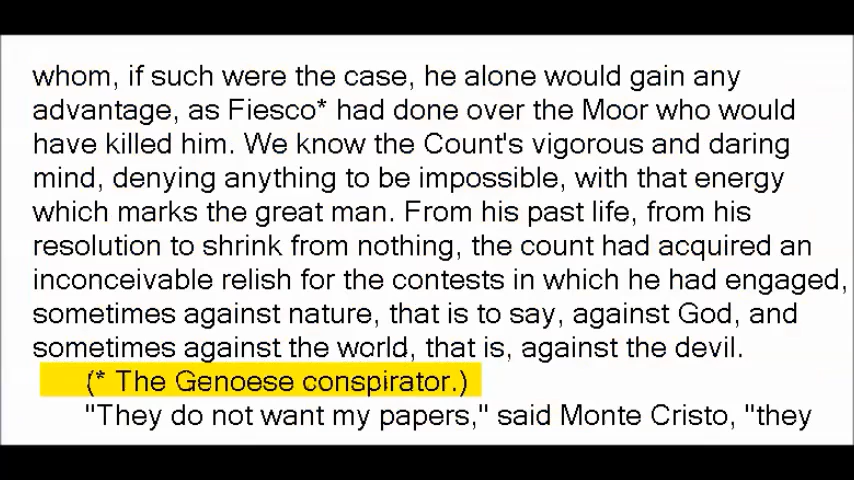 whom, if such were the case, he alone would gain any
advantage, as Fiesco* had done over the Moor who would
have killed him. We know the Count's vigorous and daring
mind, denying anything to be impossible, with that energy
which marks the great man. From his past life, from his
resolution to shrink from nothing, the count had acquired an
inconceivable relish for the contests in which he had engaged,
sometimes against nature, that is to say, against God, and
sometimes against the world, that is, against the devil.
(* The Genoese conspirator.)
"They do not want my papers," said Monte Cristo, "they